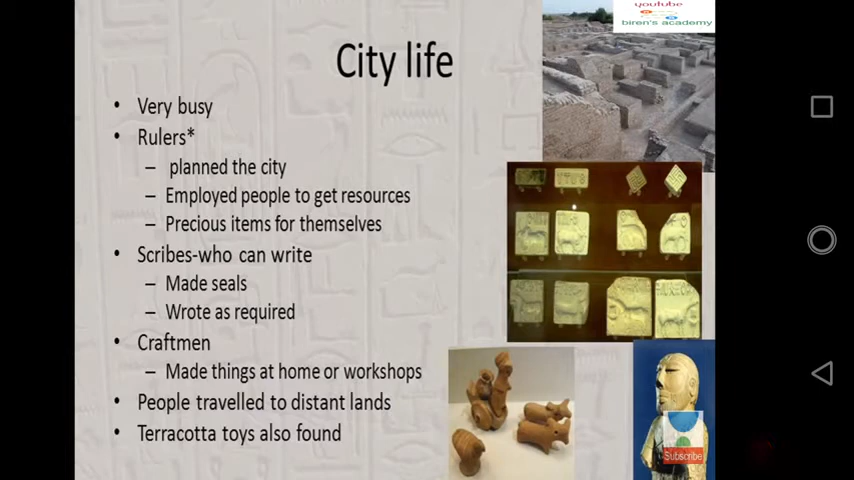 youtube
biren's academy
City life
• Very busy
• Rulers*
– planned the city
– Employed people to get resources
– Precious items for themselves
• Scribes-who can write
– Made seals
– Wrote as required
• Craftmen
– Made things at home or workshops
• People travelled to distant lands
• Terracotta toys also found
Subscribe